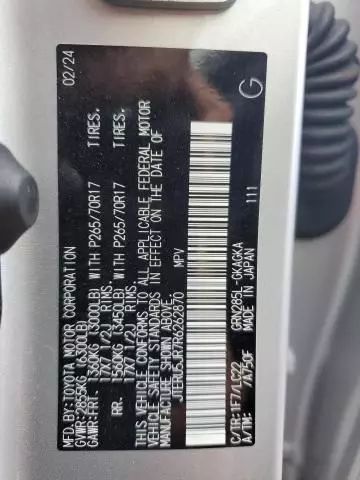 MFD.BY: TOYOTA MOTOR CORPORATION 02/24
GVWR: 2855KG (6300LB)
GAWR:FRT. 1360KG (3000LB) WITH P265/70R17 TIRES.
17X7 1/2J RIMS.
RR. 1560KG (3450LB) WITH P265/70R17 TIRES.
17X7 1/2J RIMS.
THIS VEHICLE CONFORMS TO ALL APPLICABLE FEDERAL MOTOR
VEHICLE SAFETY STANDARDS IN EFFECT ON THE DATE OF
MANUFACTURE SHOWN ABOVE.
JTERU5JR7R6262870 MPV
G
111
C/TR:1F7/LC22 GRN285L-GKAGKA
A/TM: /A750F MADE IN JAPAN